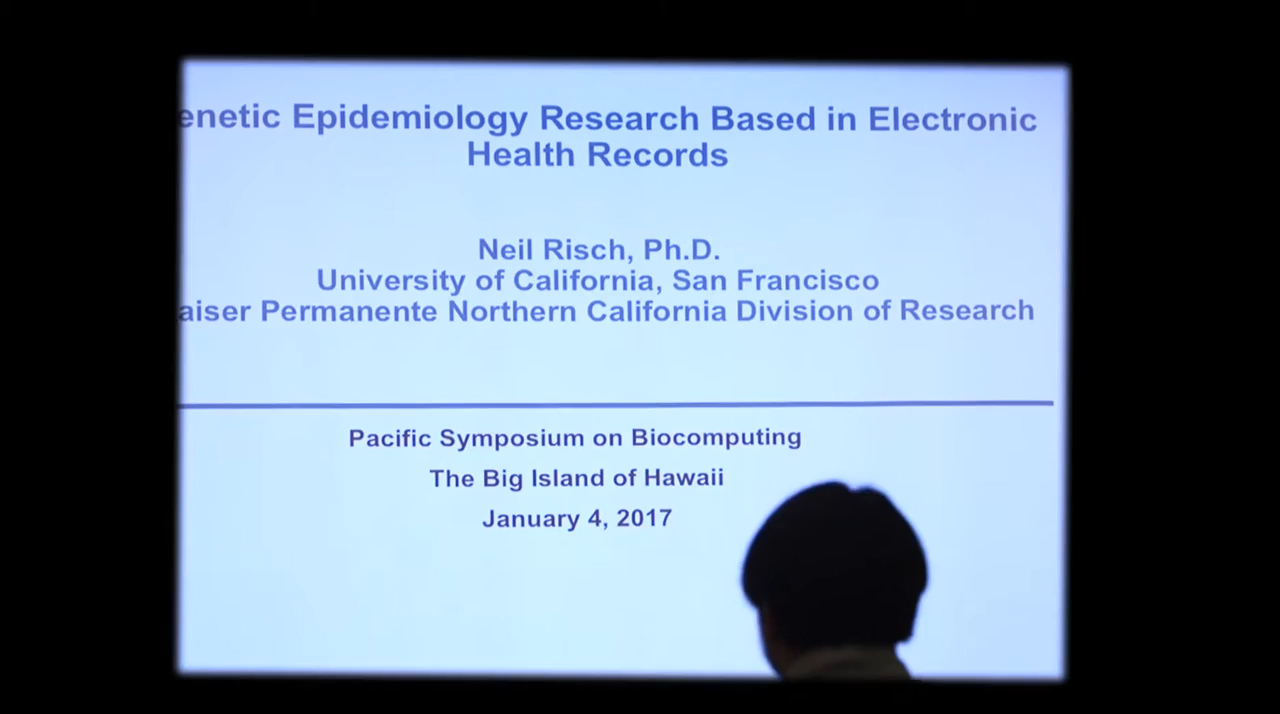 enetic Epidemiology Research Based in Electronic
Health Records
Neil Risch, Ph.D.
University of California, San Francisco
aiser Permanente Northern California Division of Research
Pacific Symposium on Biocomputing
The Big Island of Hawaii
January 4, 2017